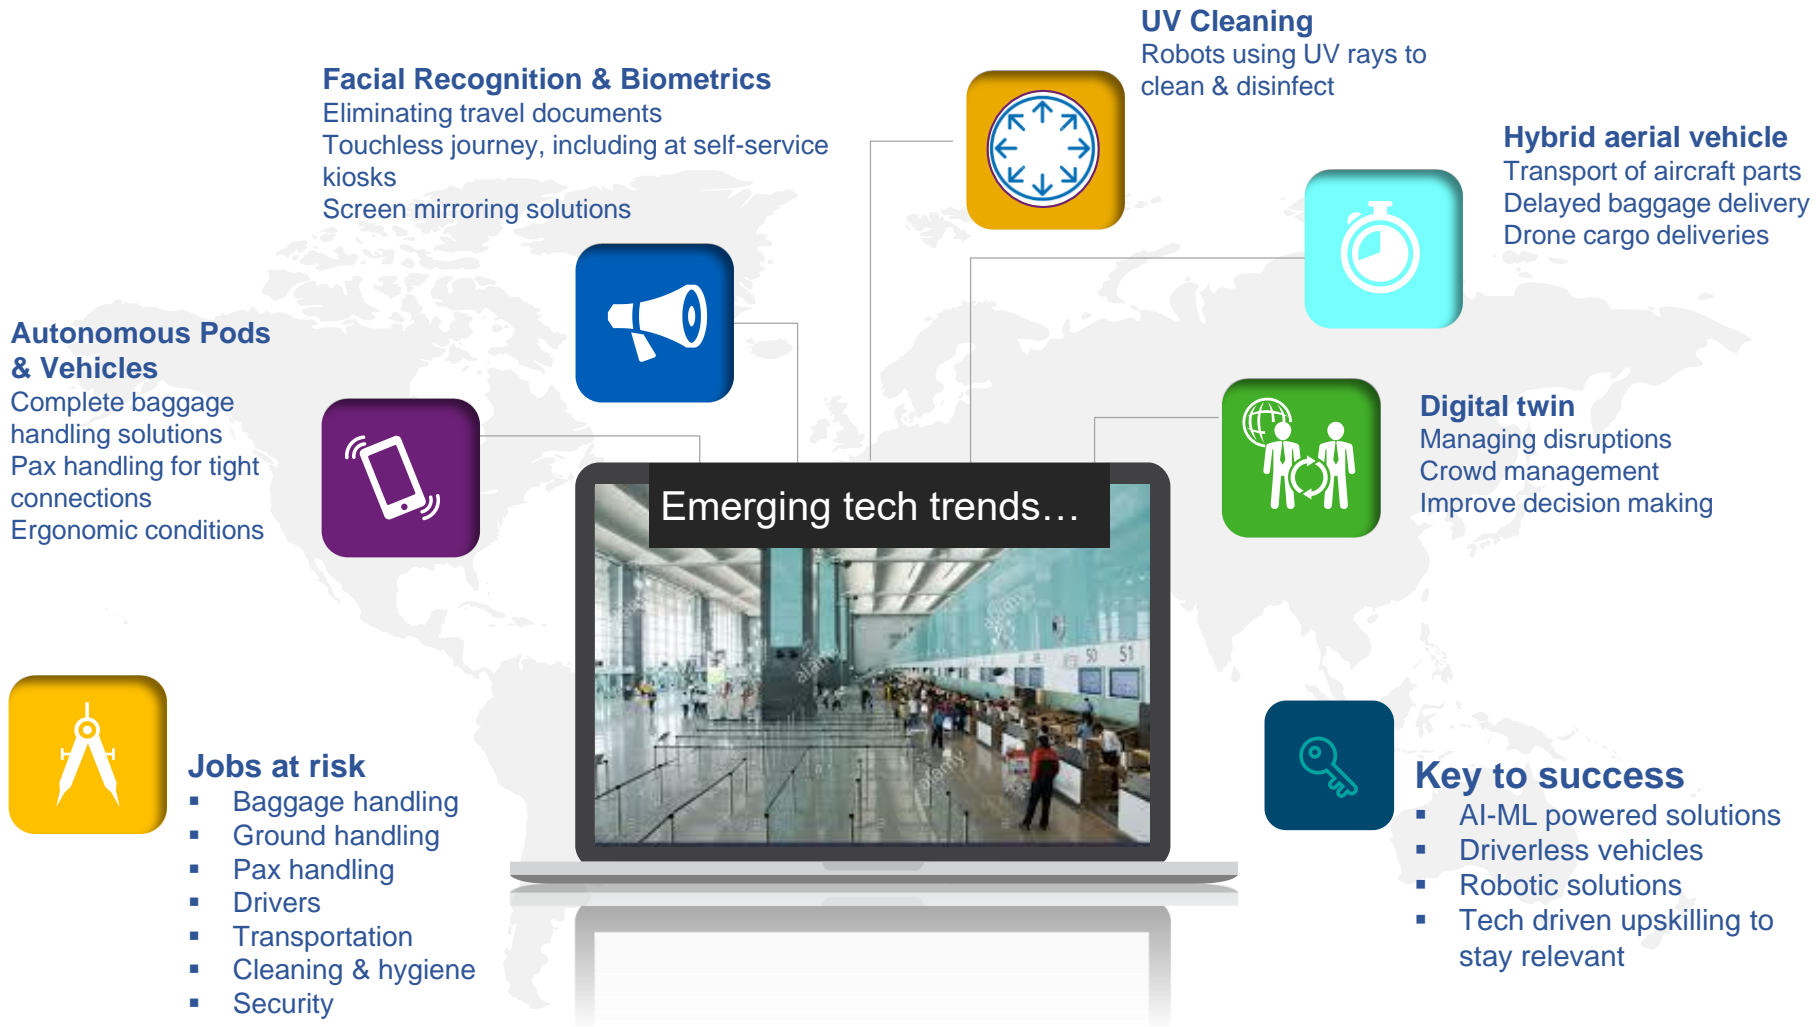 UV Cleaning
Robots using UV rays to
clean & disinfect
Facial Recognition & Biometrics
Eliminating travel documents
Touchless journey, including at self-service
kiosks
Screen mirroring solutions
Hybrid aerial vehicle
Transport of aircraft parts
Delayed baggage delivery
Drone cargo deliveries
Autonomous Pods
& Vehicles
Complete baggage
handling solutions
Pax handling for tight
connections
Ergonomic conditions
Digital twin
Managing disruptions
Crowd management
Improve decision making
Emerging tech trends…
50 51
alamy
alamy
alamy
Jobs at risk
▪ Baggage handling
▪ Ground handling
▪ Pax handling
▪ Drivers
▪ Transportation
▪ Cleaning & hygiene
▪ Security
Key to success
▪ AI-ML powered solutions
▪ Driverless vehicles
▪ Robotic solutions
▪ Tech driven upskilling to
stay relevant